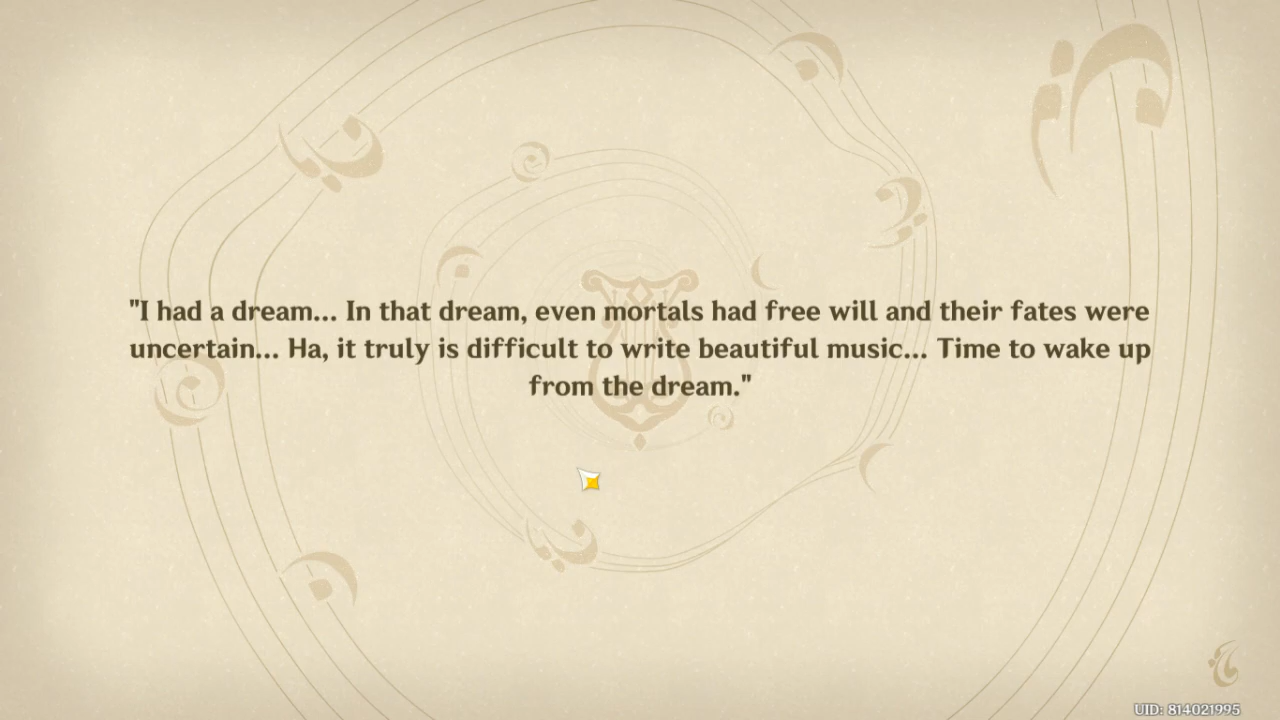 "I had a dream... In that dream, even mortals had free will and their fates were
uncertain... Ha, it truly is difficult to write beautiful music... Time to wake up
from the dream."
UID: 814021995